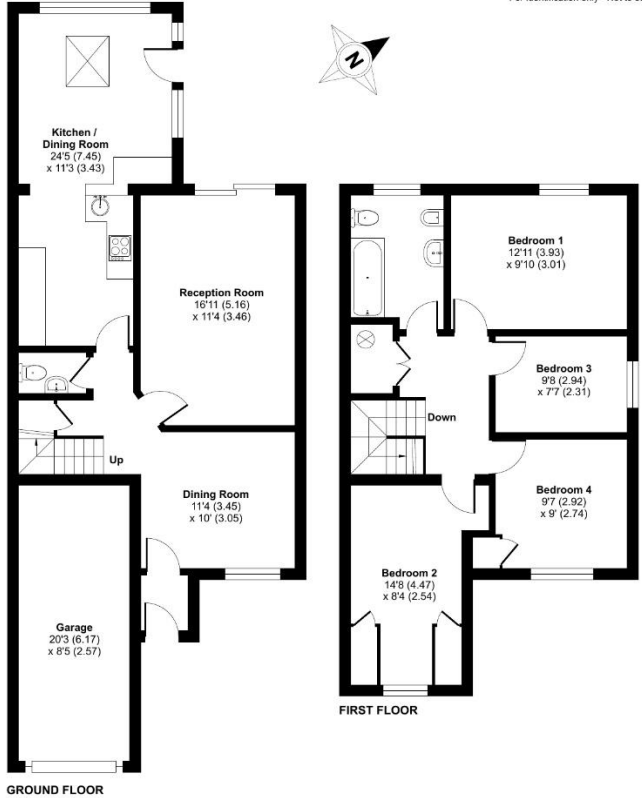 Kitchen /
Dining Room
24'5 (7.45)
x 11'3 (3.43)
Reception Room
16'11 (5.16)
x 11'4 (3.46)
Up
Dining Room
11'4 (3.45)
x 10' (3.05)
Garage
20'3 (6.17)
x 8'5 (2.57)
GROUND FLOOR
N
Bedroom 1
12'11 (3.93)
x 9'10 (3.01)
Bedroom 3
9'8 (2.94)
x 7'7 (2.31)
Down
Bedroom 4
9'7 (2.92)
x 9' (2.74)
Bedroom 2
14'8 (4.47)
x 8'4 (2.54)
FIRST FLOOR